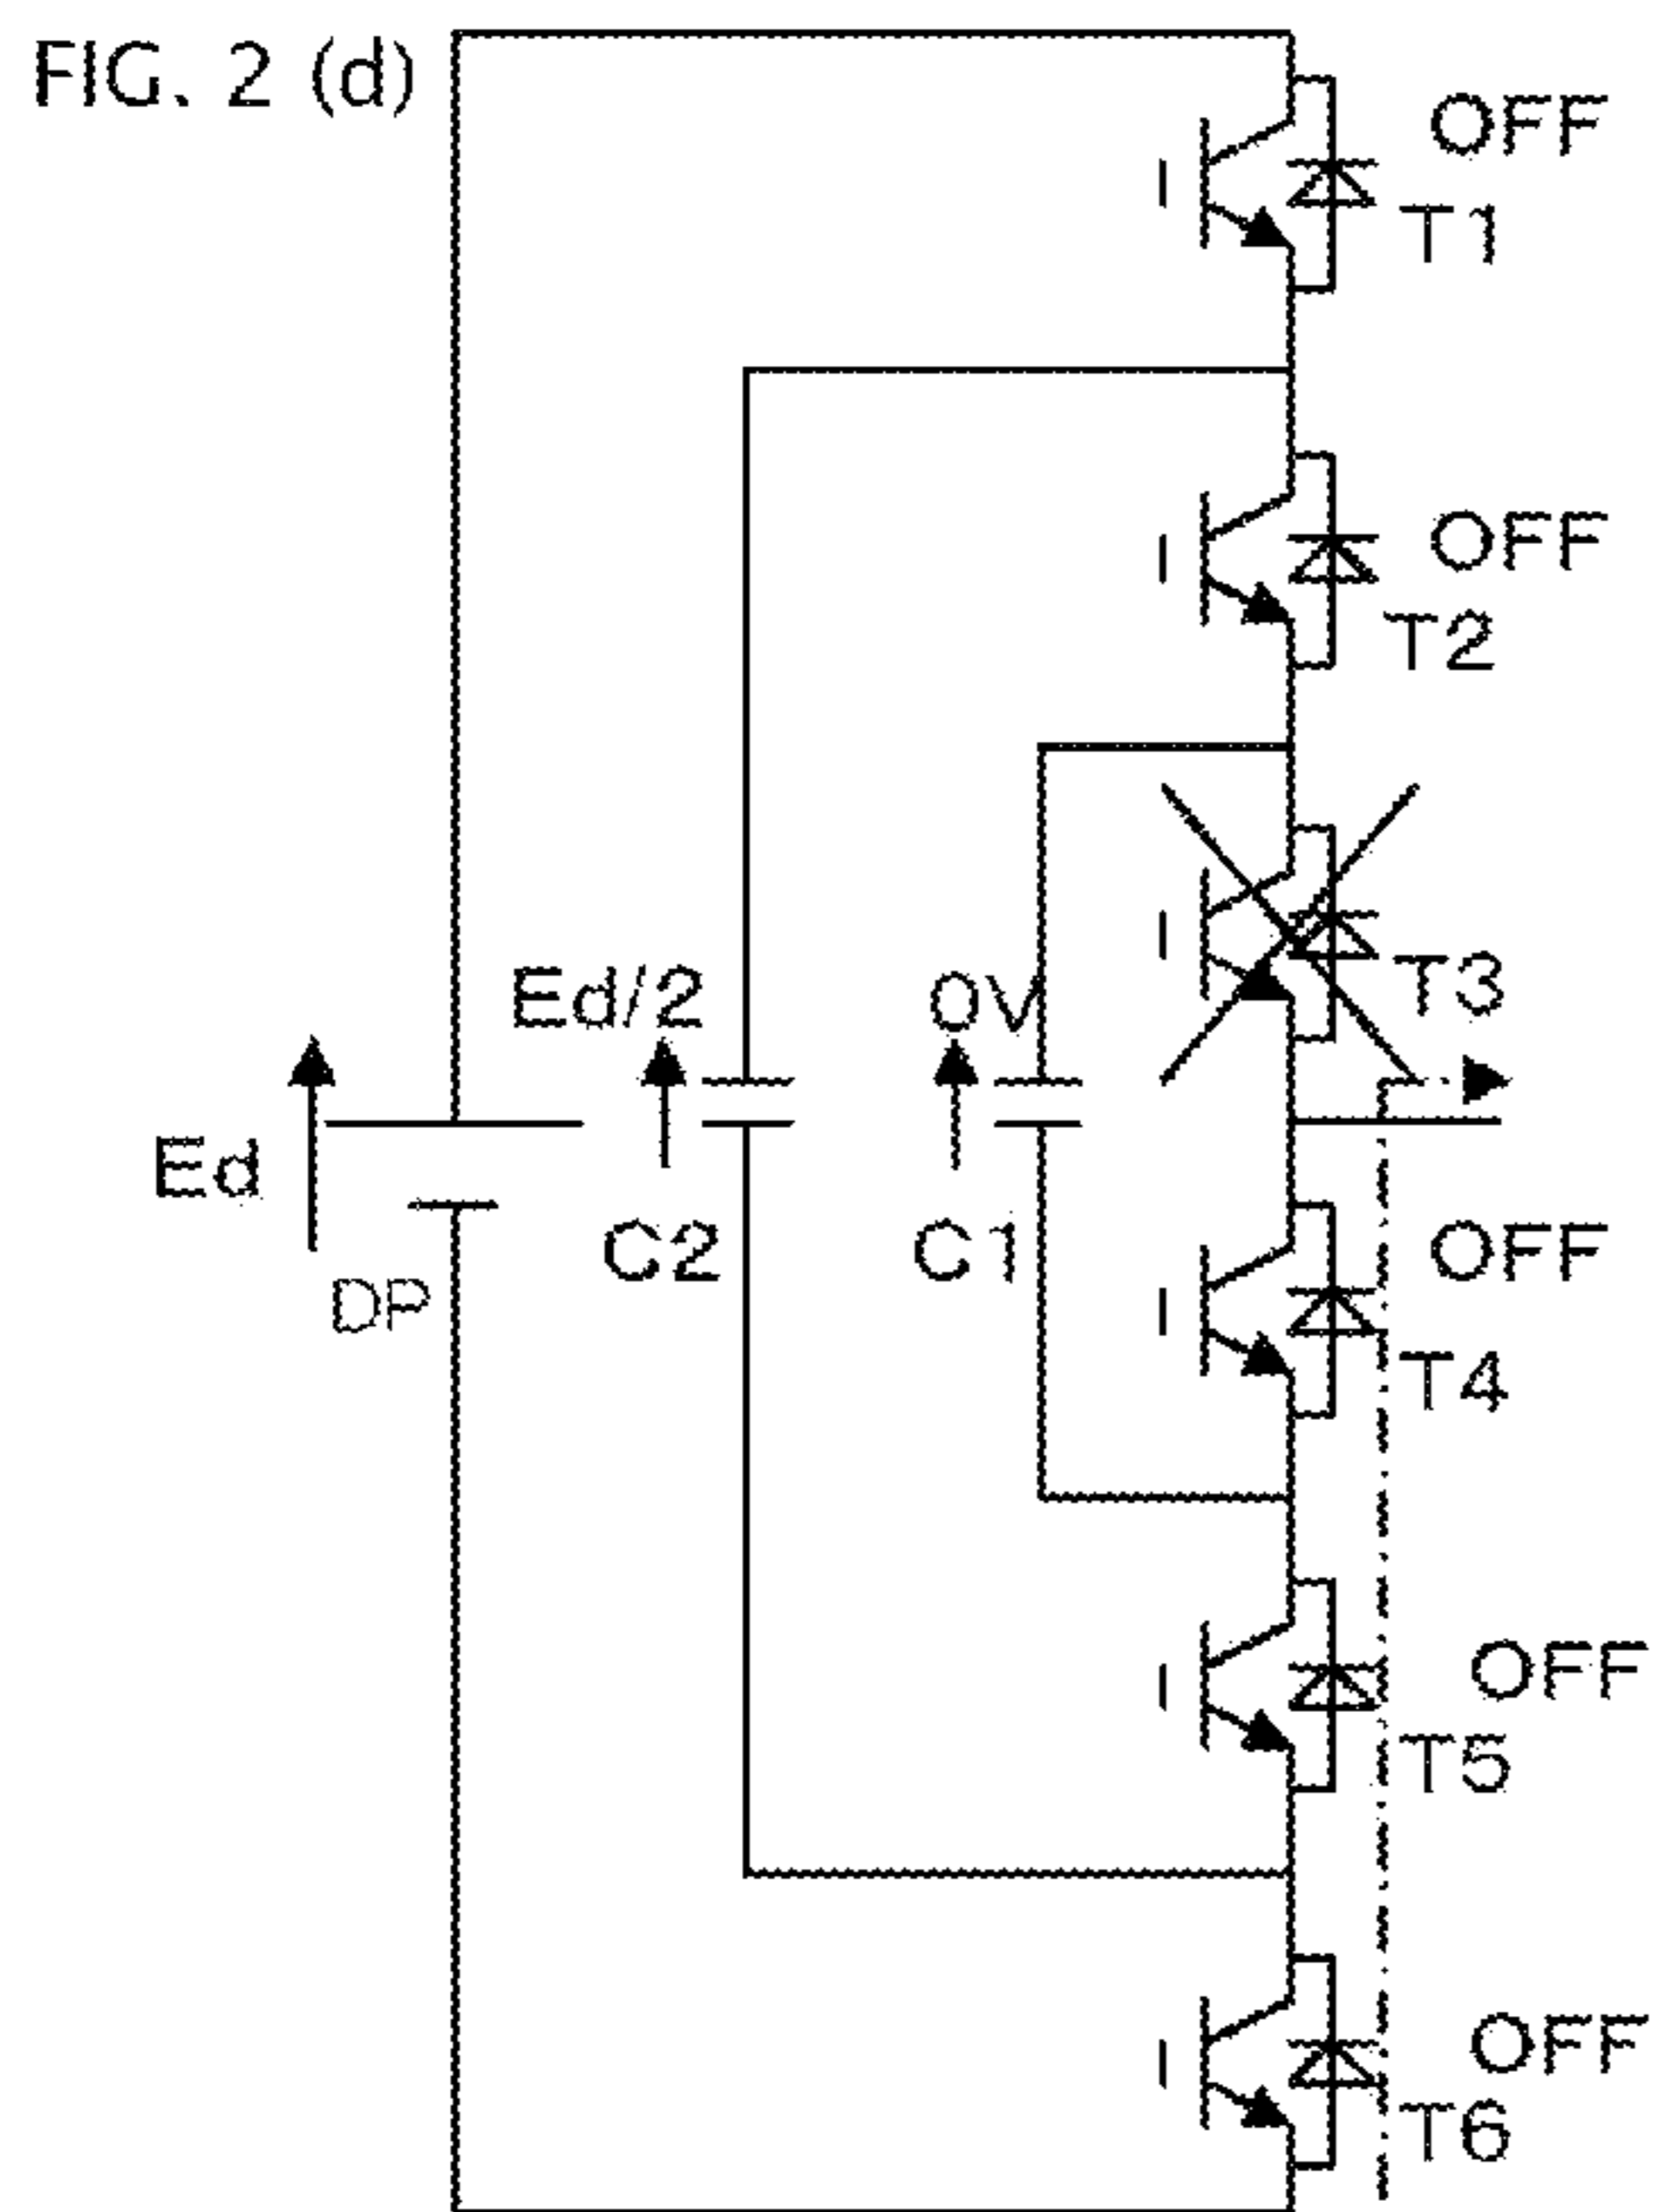 FIG. 2 (d)
OFF
T1
OFF
T2
Ed/2
0V
T3
Ed
C2
C1
OFF
DP
T4
OFF
T5
OFF
T6